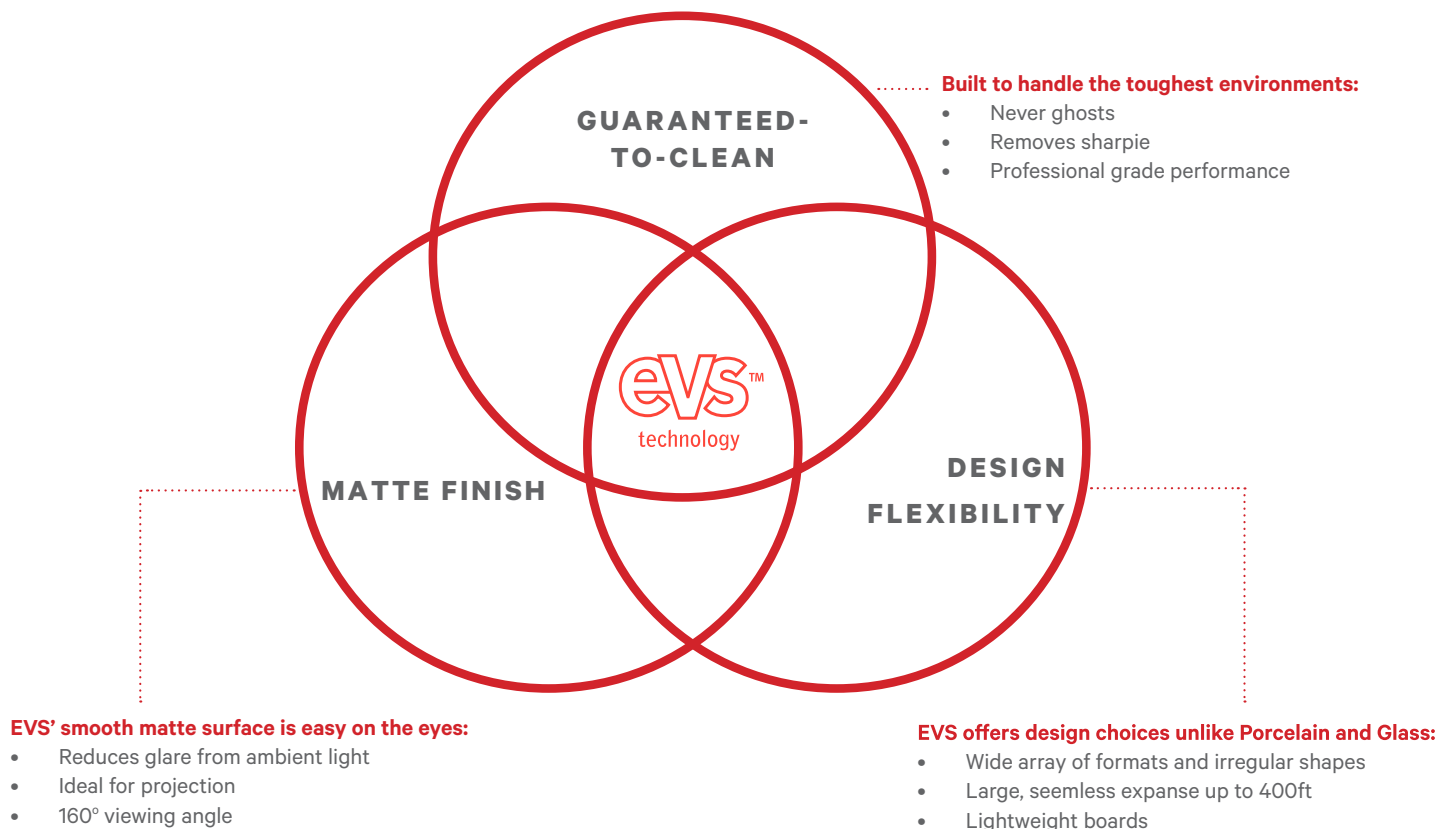 GUARANTEED-
TO-CLEAN
Built to handle the toughest environments:
• Never ghosts
• Removes sharpie
• Professional grade performance
eVs™
technology
MATTE FINISH
DESIGN
FLEXIBILITY
EVS’ smooth matte surface is easy on the eyes:
• Reduces glare from ambient light
• Ideal for projection
• 160° viewing angle
EVS offers design choices unlike Porcelain and Glass:
• Wide array of formats and irregular shapes
• Large, seemless expanse up to 400ft
• Lightweight boards